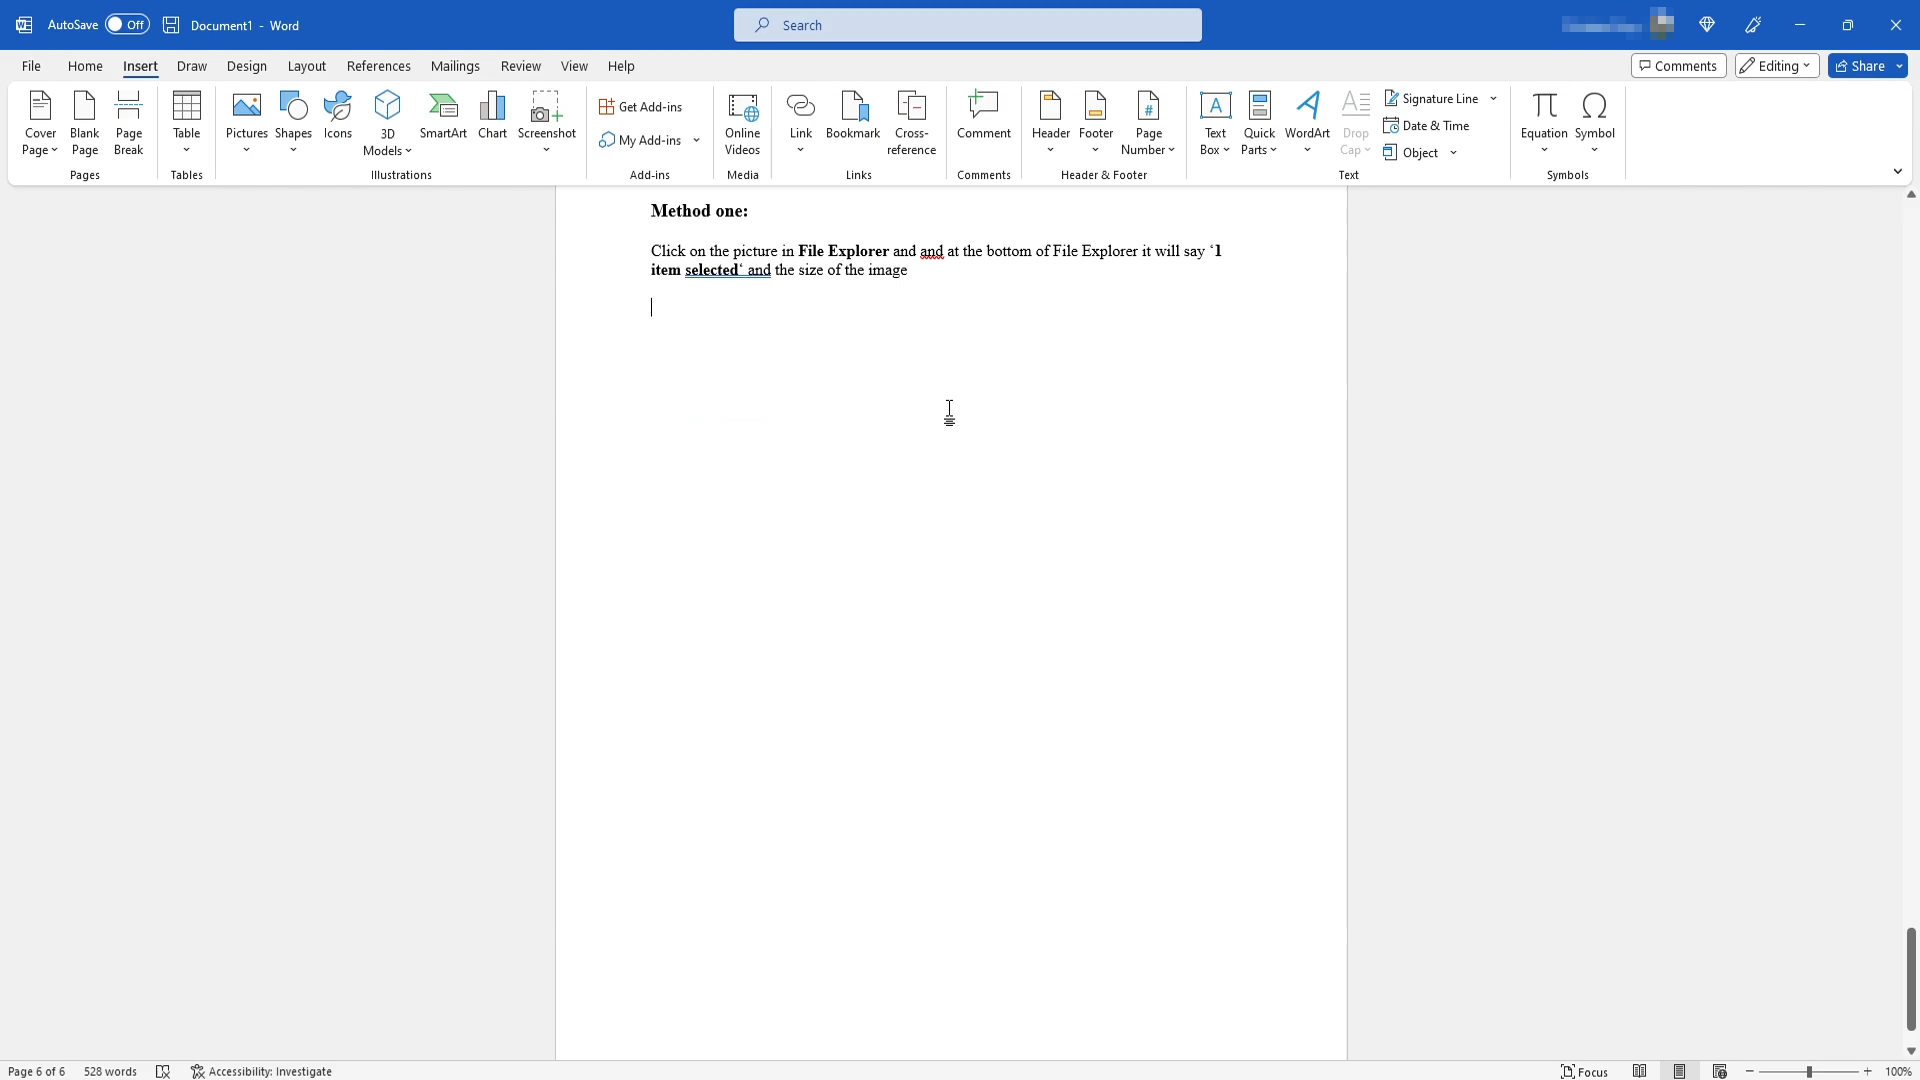 AutoSave Off Document1 - Word Search
File Home Insert Draw Design Layout References Mailings Review View Help Comments Editing Share
Cover Page
Blank Page
Page Break
Pages
Table
Tables
Pictures
Shapes
Icons
3D Models
SmartArt
Chart
Screenshot
Illustrations
Get Add-ins
My Add-ins
Add-ins
Online Videos
Media
Link
Bookmark
Cross-reference
Links
Comment
Comments
Header
Footer
Page Number
Header & Footer
Text Box
Quick Parts
WordArt
Drop Cap
Signature Line
Date & Time
Object
Text
Equation
Symbol
Symbols
Method one:
Click on the picture in File Explorer and and at the bottom of File Explorer it will say ‘1
item selected‘ and the size of the image
Page 6 of 6 528 words Accessibility: Investigate Focus 100%